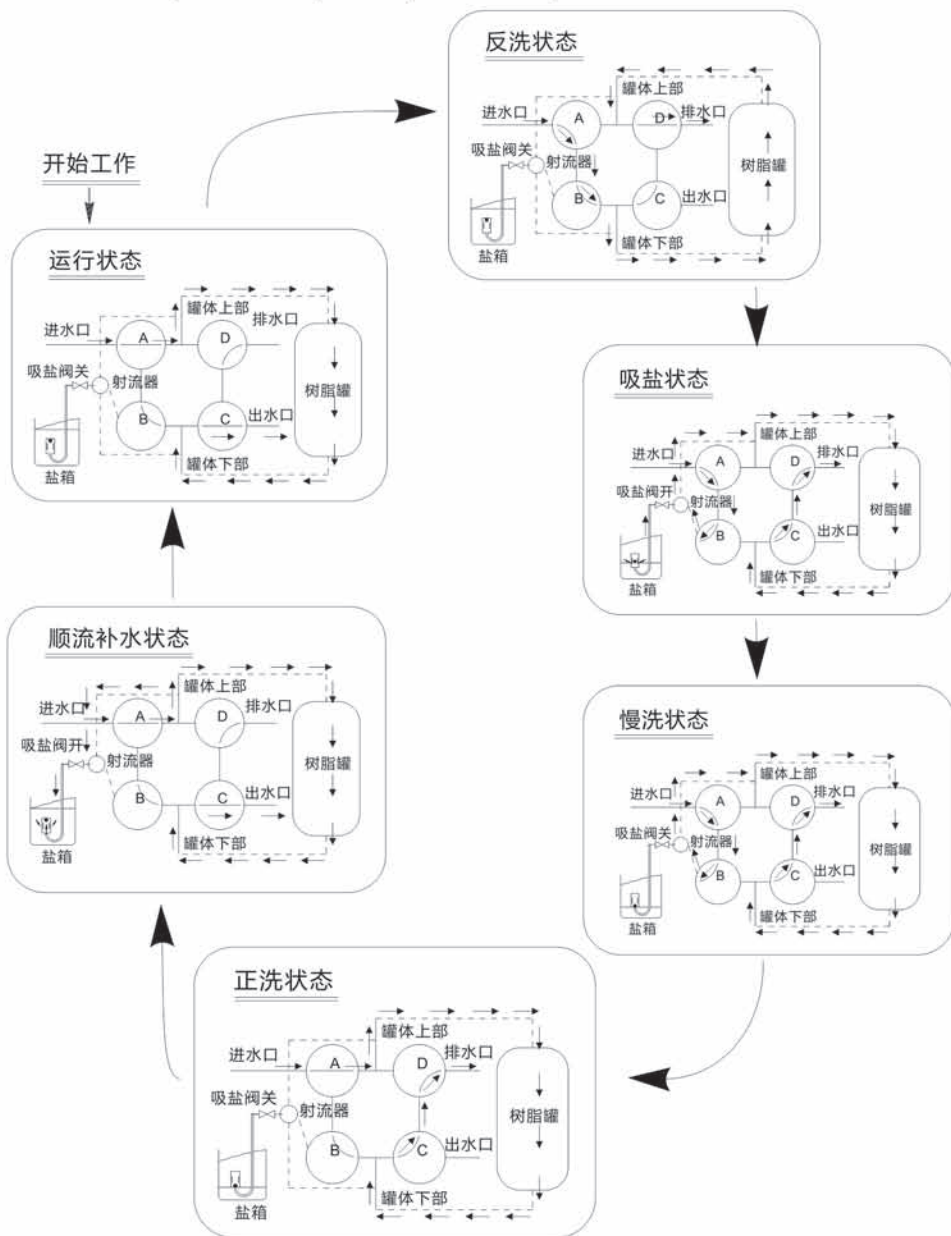 反洗状态
罐体上部
进水口
A
D
排水口
吸盐阀关
射流器
树脂罐
B
C
出水口
盐箱
罐体下部
开始工作
运行状态
罐体上部
进水口
排水口
A
D
吸盐阀关
射流器
树脂罐
B
C
出水口
盐箱
罐体下部
吸盐状态
罐体上部
进水口
排水口
A
D
吸盐阀开
射流器
树脂罐
B
C
出水口
盐箱
罐体下部
顺流补水状态
罐体上部
进水口
排水口
A
D
吸盐阀开
射流器
树脂罐
B
C
出水口
盐箱
罐体下部
慢洗状态
罐体上部
进水口
排水口
A
D
吸盐阀关
射流器
树脂罐
B
C
出水口
盐箱
罐体下部
正洗状态
罐体上部
进水口
排水口
A
D
吸盐阀关
射流器
树脂罐
B
C
出水口
盐箱
罐体下部